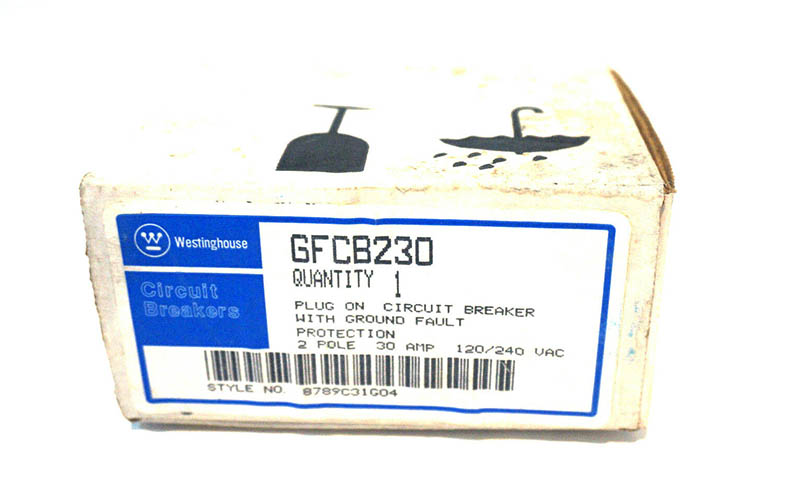 Westinghouse
Circuit
Breakers
GFCB230
QUANTITY 1
PLUG ON CIRCUIT BREAKER
WITH GROUND FAULT
PROTECTION
2 POLE 30 AMP 120/240 VAC
STYLE NO. 8789C31G04